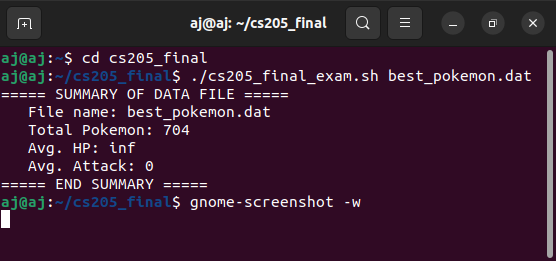 aj@aj: ~/cs205_final
aj@aj:~$ cd cs205_final
aj@aj:~/cs205_final$ ./cs205_final_exam.sh best_pokemon.dat
===== SUMMARY OF DATA FILE =====
   File name: best_pokemon.dat
   Total Pokemon: 704
   Avg. HP: inf
   Avg. Attack: 0
===== END SUMMARY =====
aj@aj:~/cs205_final$ gnome-screenshot -w